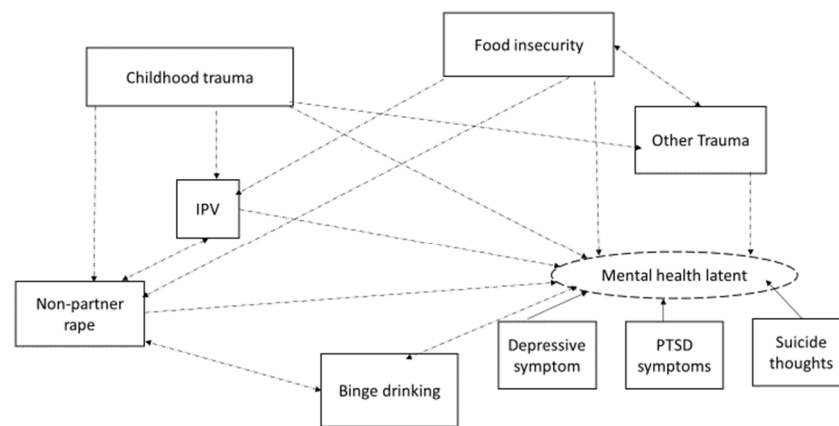 Food insecurity
Childhood trauma
Other Trauma
IPV
Mental health latent
Non-partner
rape
Depressive
symptom
PTSD
symptoms
Suicide
thoughts
Binge drinking